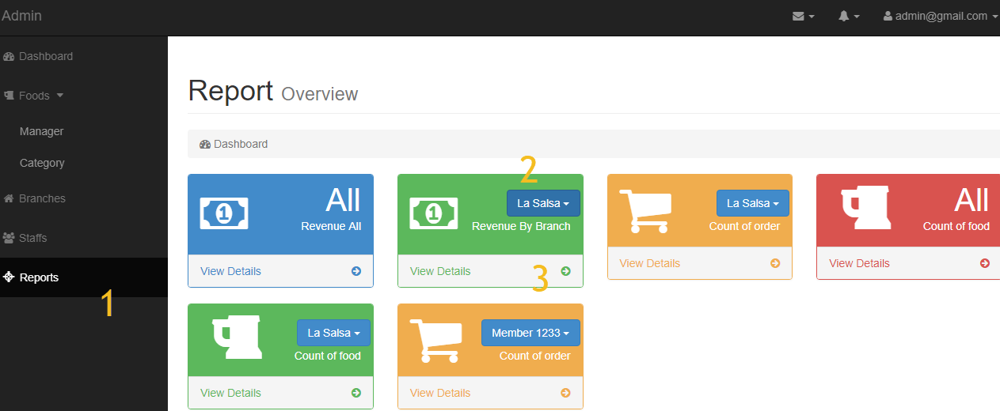 Admin
admin@gmail.com
Dashboard
Foods
Manager
Category
Branches
Staffs
Reports
1
Report Overview
Dashboard
All
Revenue All
View Details
2
1
La Salsa
Revenue By Branch
View Details
3
La Salsa
Count of order
View Details
All
Count of food
View Details
La Salsa
Count of food
View Details
Member 1233
Count of order
View Details
1